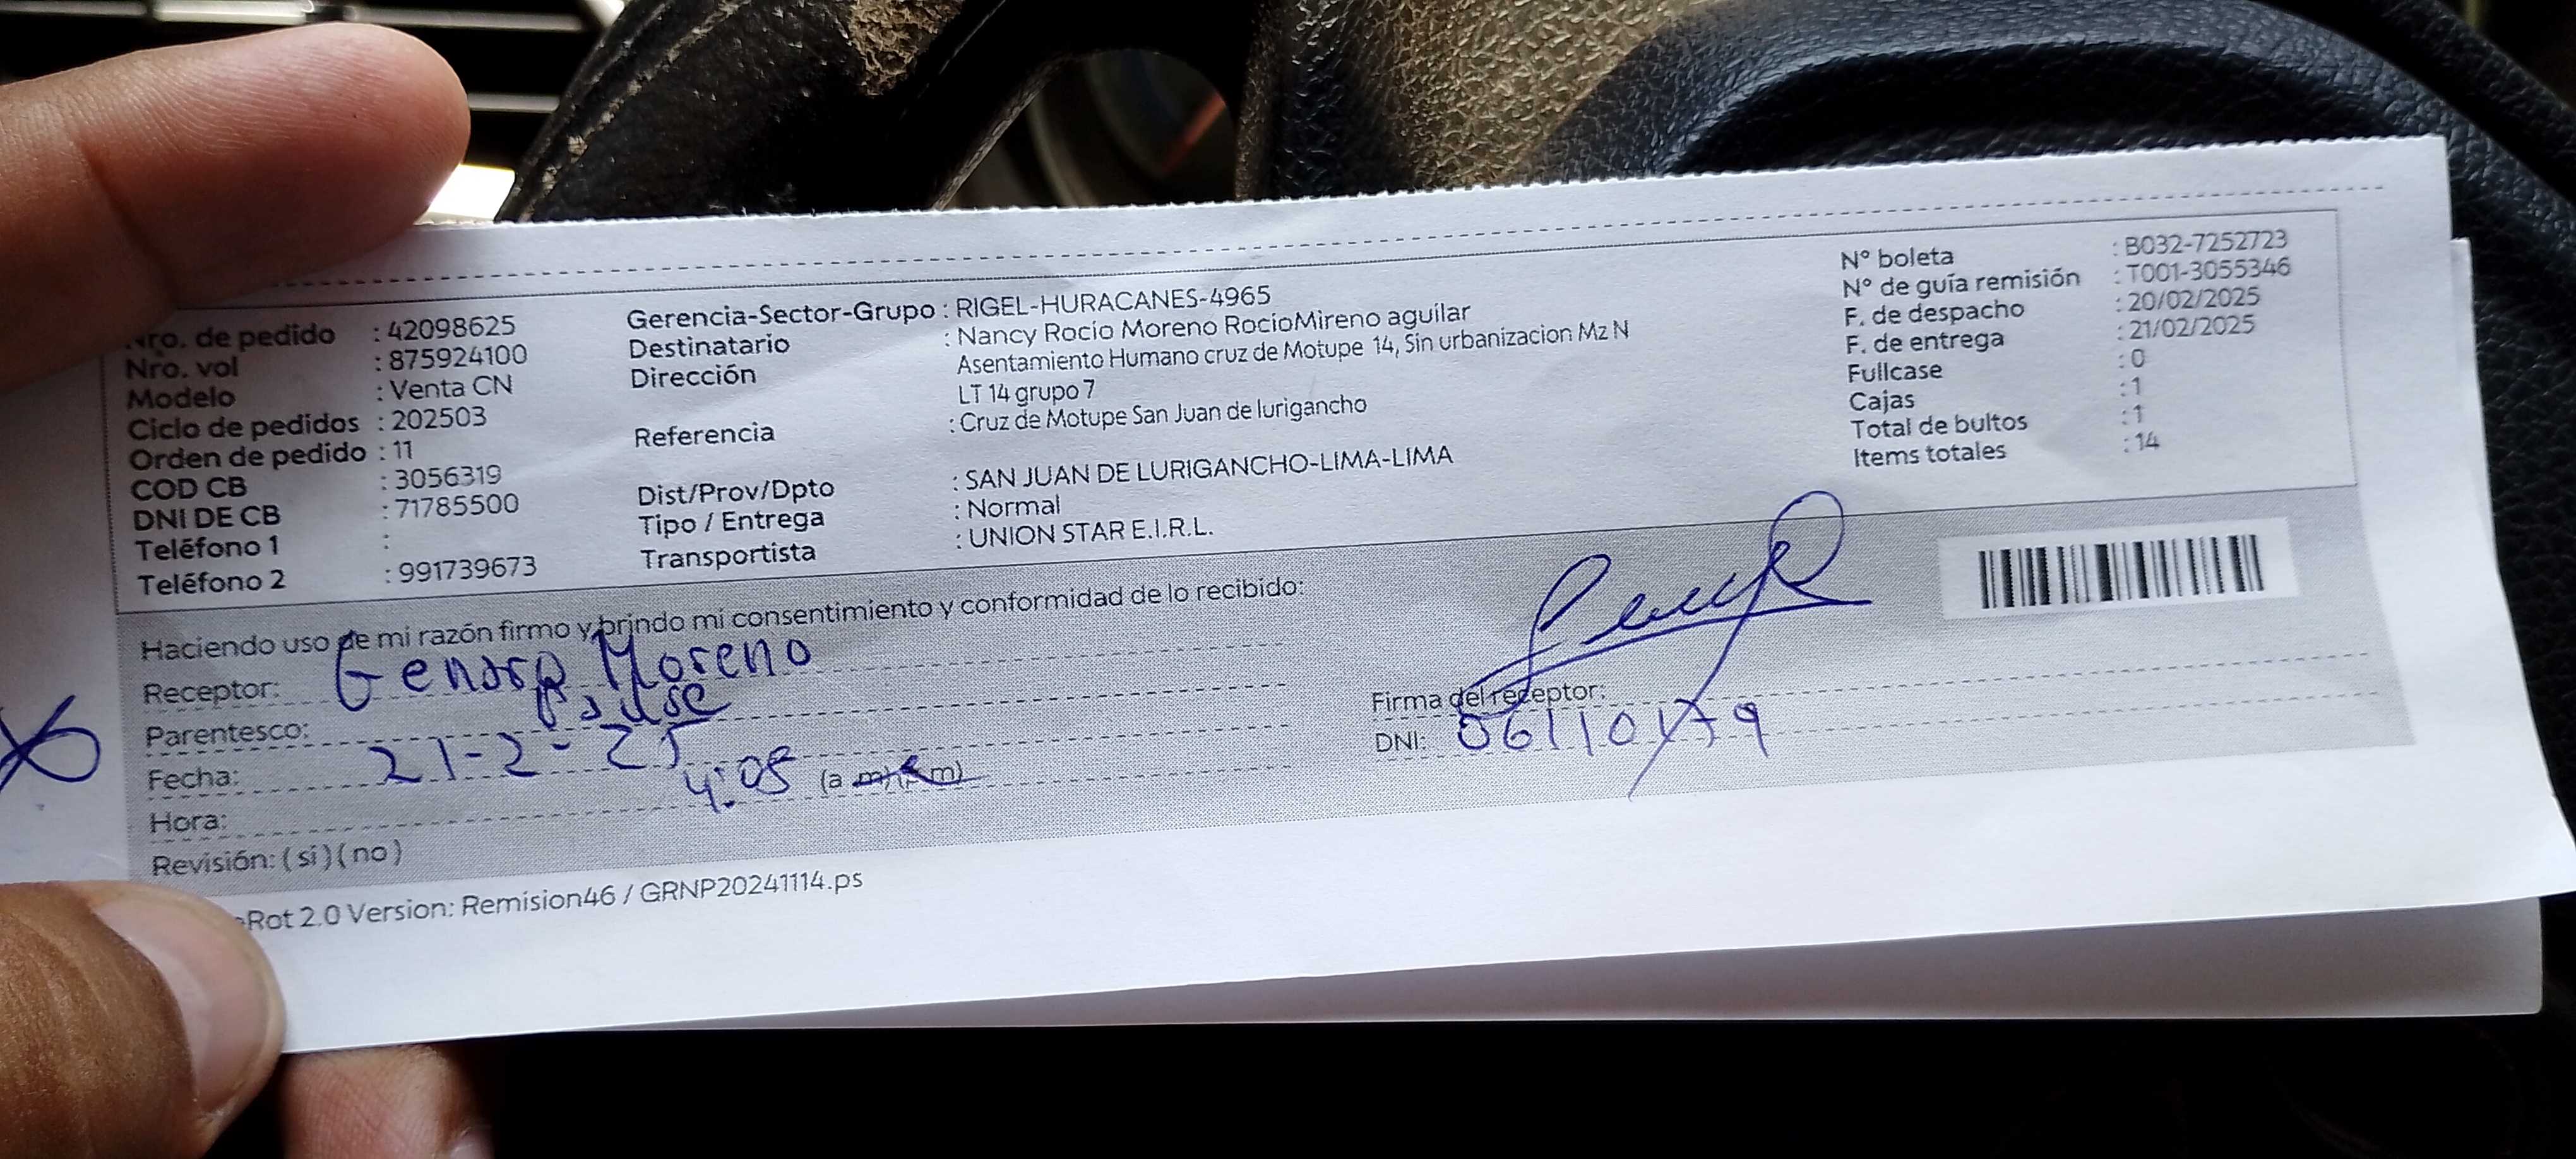 Nro. de pedido : 42098625
Nro. vol : 875924100
Modelo : Venta CN
Ciclo de pedidos : 202503
Orden de pedido : 11
COD CB : 3056319
DNI DE CB : 71785500
Teléfono 1 :
Teléfono 2 : 991739673
Gerencia-Sector-Grupo : RIGEL-HURACANES-4965
Destinatario : Nancy Rocío Moreno RocíoMireno aguilar
Dirección Asentamiento Humano cruz de Motupe 14, Sin urbanizacion Mz N
LT 14 grupo 7
Referencia : Cruz de Motupe San Juan de lurigancho
Dist/Prov/Dpto : SAN JUAN DE LURIGANCHO-LIMA-LIMA
Tipo / Entrega : Normal
Transportista : UNION STAR E.I.R.L.
N° boleta : B032-7252723
N° de guía remisión : T001-3055346
F. de despacho : 20/02/2025
F. de entrega : 21/02/2025
Fullcase : 0
Cajas : 1
Total de bultos : 1
Items totales : 14
Haciendo uso de mi razón firmo y brindo mi consentimiento y conformidad de lo recibido:
Receptor: Genaro Moreno
Parentesco:
Fecha: 21-2-25
Hora: 4:05 (a m) (p m)
Revisión: ( si ) ( no )
Firma del receptor:
DNI:
Rot 2.0 Version: Remision46 / GRNP20241114.ps